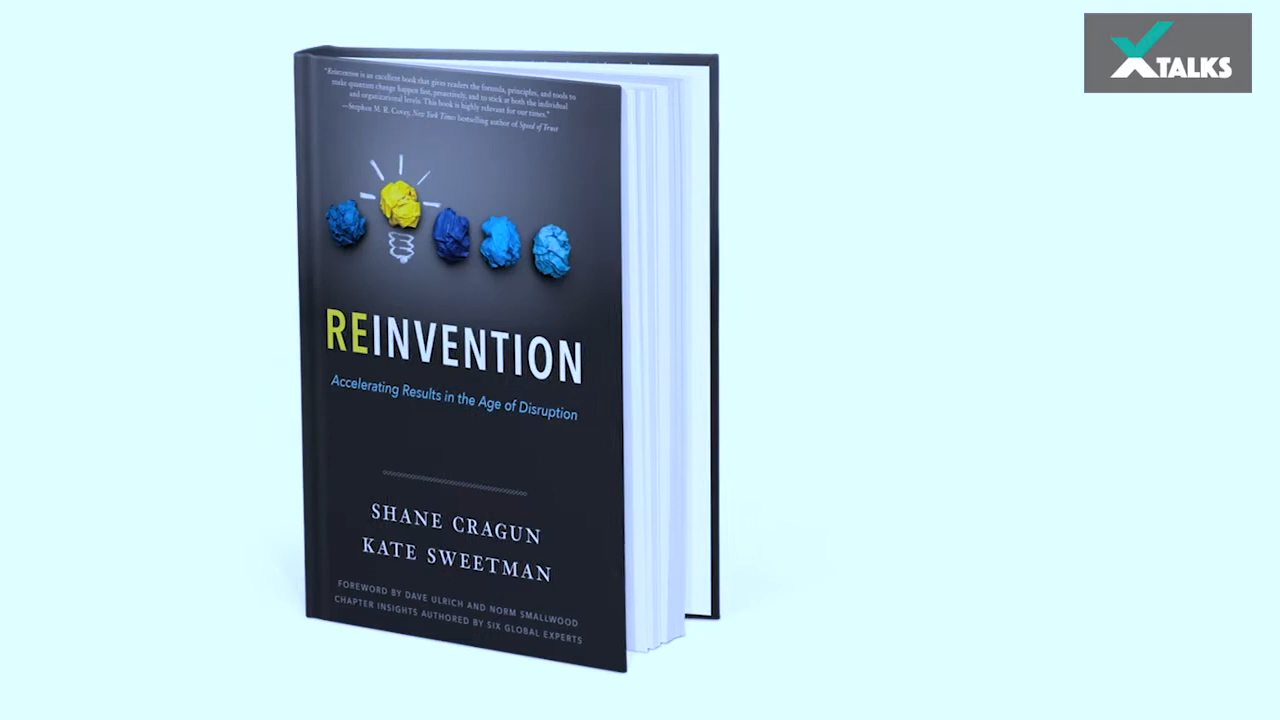 "Reinvention is an excellent book that gives readers the formula, principles, and tools to
make quantum change happen fast, proactively, and to stick at both the individual
and organizational levels. This book is highly relevant for our times."
—Stephen M. R. Covey, New York Times bestselling author of Speed of Trust
REINVENTION
Accelerating Results in the Age of Disruption
SHANE CRAGUN
KATE SWEETMAN
FOREWORD BY DAVE ULRICH AND NORM SMALLWOOD
CHAPTER INSIGHTS AUTHORED BY SIX GLOBAL EXPERTS
XTALKS